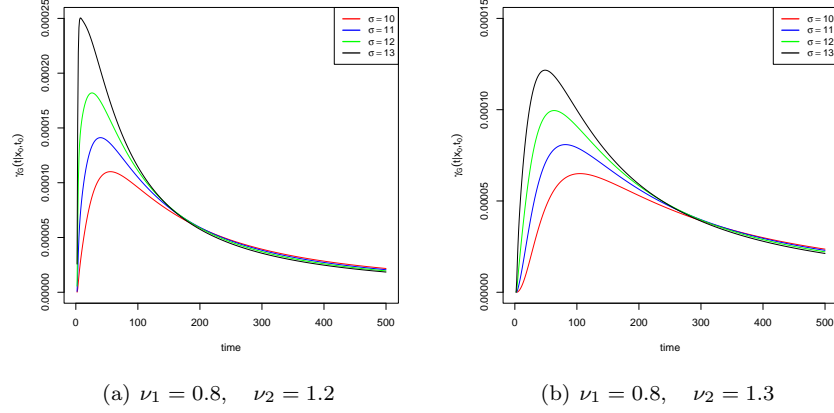 0.00000 0.00005 0.00010 0.00015 0.00020 0.00025
γ₀(t|x₀,t₀)
σ = 10
σ = 11
σ = 12
σ = 13
0 100 200 300 400 500
time
(a) ν₁ = 0.8, ν₂ = 1.2
0.00000 0.00005 0.00010 0.00015
γ₀(t|x₀,t₀)
σ = 10
σ = 11
σ = 12
σ = 13
0 100 200 300 400 500
time
(b) ν₁ = 0.8, ν₂ = 1.3